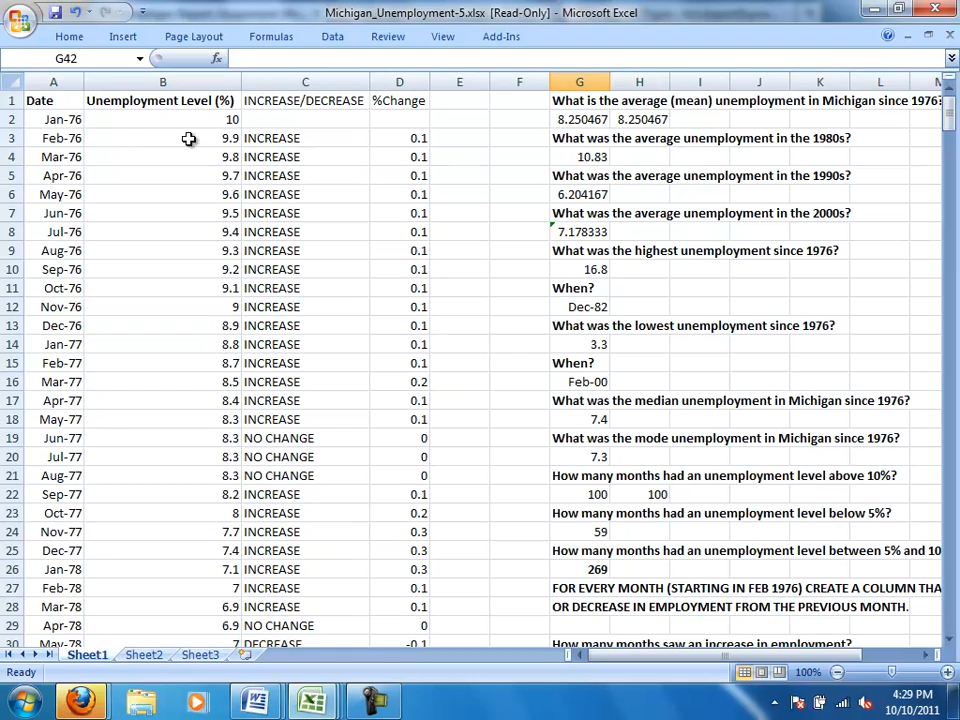 Michigan_Unemployment-5.xlsx [Read-Only] - Microsoft Excel
Home Insert Page Layout Formulas Data Review View Add-Ins
G42 fx
A B C D E F G H I J K L M
1 Date Unemployment Level (%) INCREASE/DECREASE %Change What is the average (mean) unemployment in Michigan since 1976?
2 Jan-76 10 8.250467 8.250467
3 Feb-76 9.9 INCREASE 0.1 What was the average unemployment in the 1980s?
4 Mar-76 9.8 INCREASE 0.1 10.83
5 Apr-76 9.7 INCREASE 0.1 What was the average unemployment in the 1990s?
6 May-76 9.6 INCREASE 0.1 6.204167
7 Jun-76 9.5 INCREASE 0.1 What was the average unemployment in the 2000s?
8 Jul-76 9.4 INCREASE 0.1 7.178333
9 Aug-76 9.3 INCREASE 0.1 What was the highest unemployment since 1976?
10 Sep-76 9.2 INCREASE 0.1 16.8
11 Oct-76 9.1 INCREASE 0.1 When?
12 Nov-76 9 INCREASE 0.1 Dec-82
13 Dec-76 8.9 INCREASE 0.1 What was the lowest unemployment since 1976?
14 Jan-77 8.8 INCREASE 0.1 3.3
15 Feb-77 8.7 INCREASE 0.1 When?
16 Mar-77 8.5 INCREASE 0.2 Feb-00
17 Apr-77 8.4 INCREASE 0.1 What was the median unemployment in Michigan since 1976?
18 May-77 8.3 INCREASE 0.1 7.4
19 Jun-77 8.3 NO CHANGE 0 What was the mode unemployment in Michigan since 1976?
20 Jul-77 8.3 NO CHANGE 0 7.3
21 Aug-77 8.3 NO CHANGE 0 How many months had an unemployment level above 10%?
22 Sep-77 8.2 INCREASE 0.1 100 100
23 Oct-77 8 INCREASE 0.2 How many months had an unemployment level below 5%?
24 Nov-77 7.7 INCREASE 0.3 59
25 Dec-77 7.4 INCREASE 0.3 How many months had an unemployment level between 5% and 10
26 Jan-78 7.1 INCREASE 0.3 269
27 Feb-78 7 INCREASE 0.1 FOR EVERY MONTH (STARTING IN FEB 1976) CREATE A COLUMN THA
28 Mar-78 6.9 INCREASE 0.1 OR DECREASE IN EMPLOYMENT FROM THE PREVIOUS MONTH.
29 Apr-78 6.9 NO CHANGE 0
30 May-78 7 DECREASE -0.1 How many months saw an increase in employment?
Sheet1 Sheet2 Sheet3
Ready 100%
4:29 PM
10/10/2011